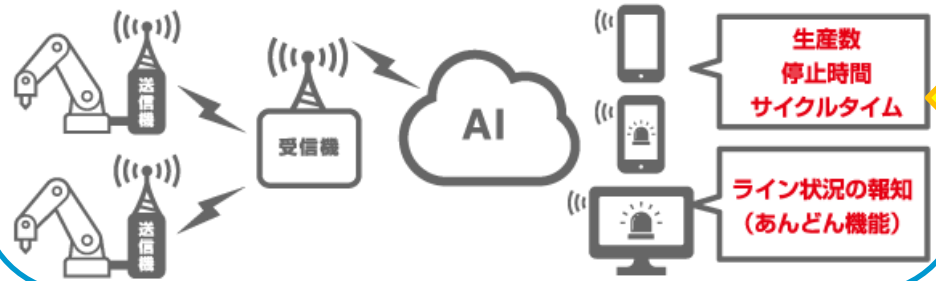 送信機
受信機
送信機
AI
生産数
停止時間
サイクルタイム
ライン状況の報知
（あんどん機能）